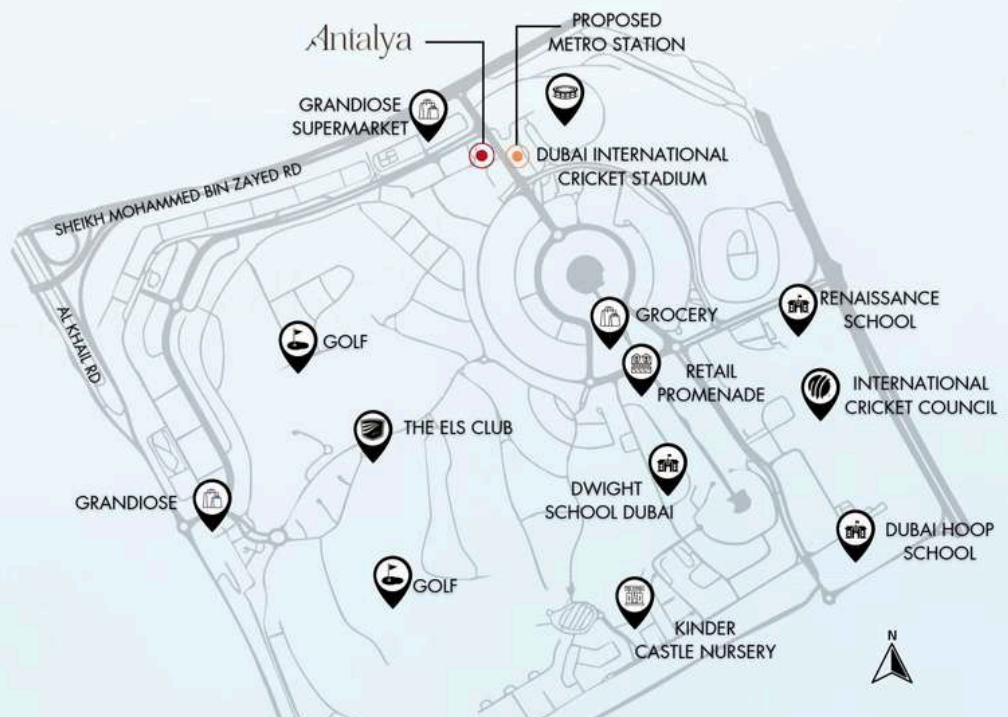 Antalya
PROPOSED
METRO STATION
GRANDIOSE
SUPERMARKET
DUBAI INTERNATIONAL
CRICKET STADIUM
SHEIKH MOHAMMED BIN ZAYED RD
AL KHAIL RD
GOLF
GROCERY
RENAISSANCE
SCHOOL
RETAIL
PROMENADE
INTERNATIONAL
CRICKET COUNCIL
THE ELS CLUB
GRANDIOSE
DWIGHT
SCHOOL DUBAI
DUBAI HOOP
SCHOOL
GOLF
KINDER
CASTLE NURSERY
N